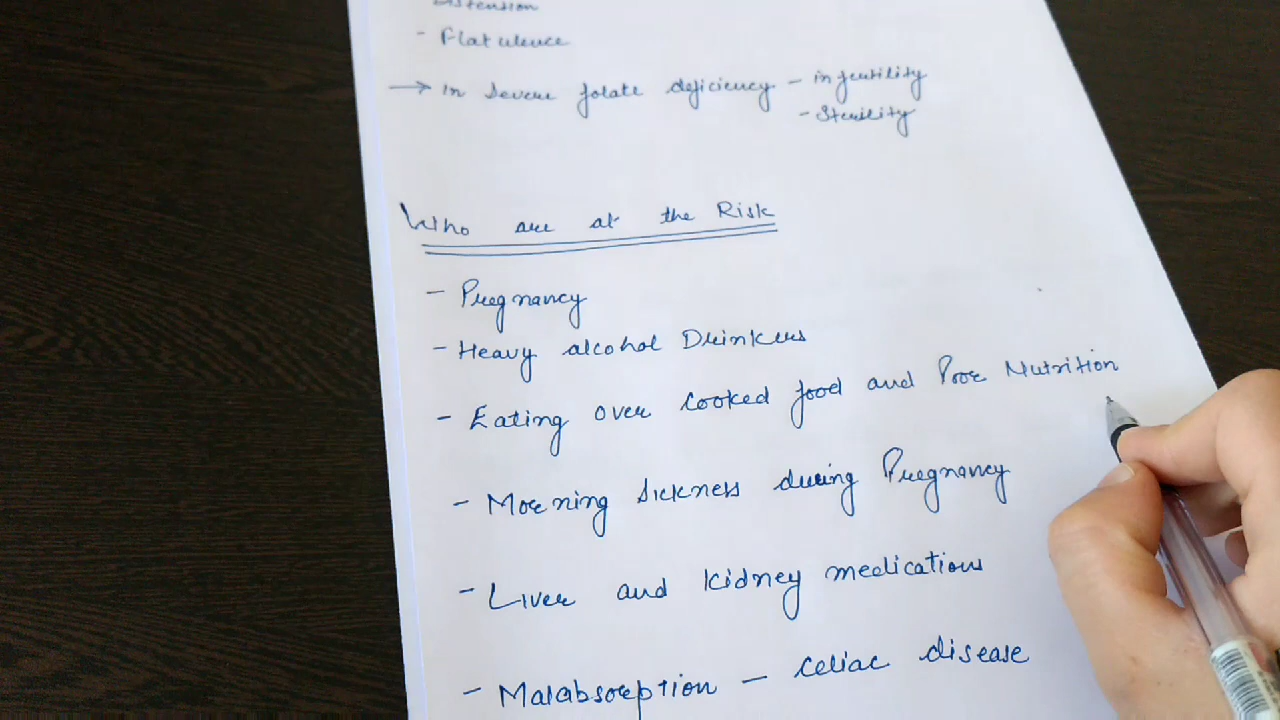 - Flatulence
→ In severe folate deficiency - infertility
- Sterility
Who are at the Risk
- Pregnancy
- Heavy alcohol Drinkers
- Eating over cooked food and Poor Nutrition
- Morning Sickness during Pregnancy
- Liver and Kidney medications
- Malabsorption - celiac disease